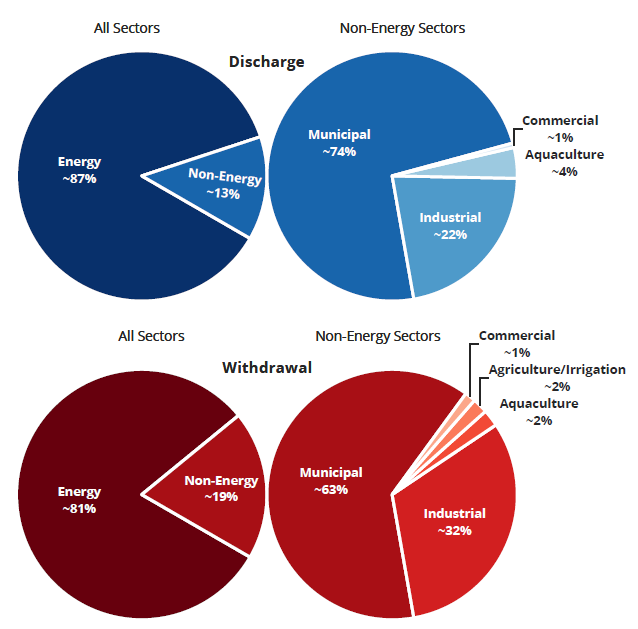 All Sectors
Non-Energy Sectors
Discharge
Energy
~87%
Non-Energy
~13%
Municipal
~74%
Commercial
~1%
Aquaculture
~4%
Industrial
~22%
All Sectors
Non-Energy Sectors
Withdrawal
Energy
~81%
Non-Energy
~19%
Municipal
~63%
Commercial
~1%
Agriculture/Irrigation
~2%
Aquaculture
~2%
Industrial
~32%